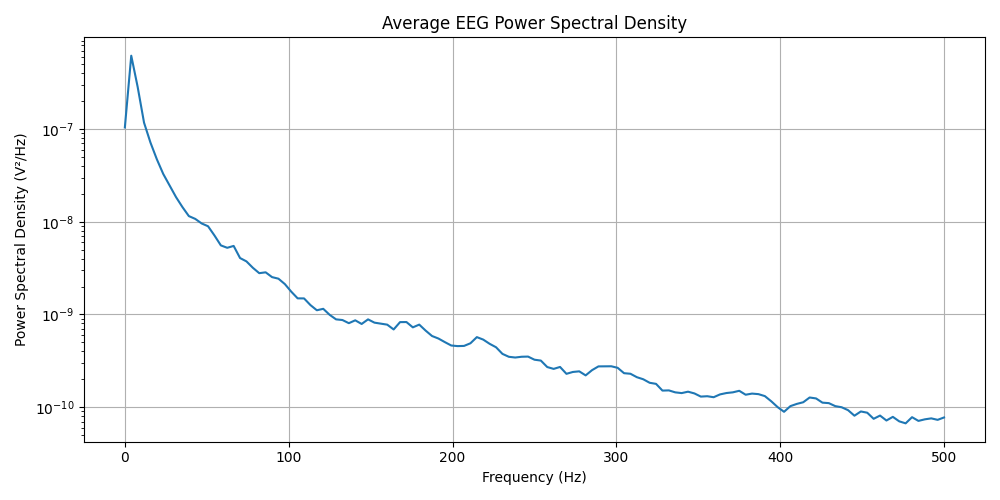 Average EEG Power Spectral Density
Power Spectral Density (V²/Hz)
10⁻⁷
10⁻⁸
10⁻⁹
10⁻¹⁰
0 100 200 300 400 500
Frequency (Hz)